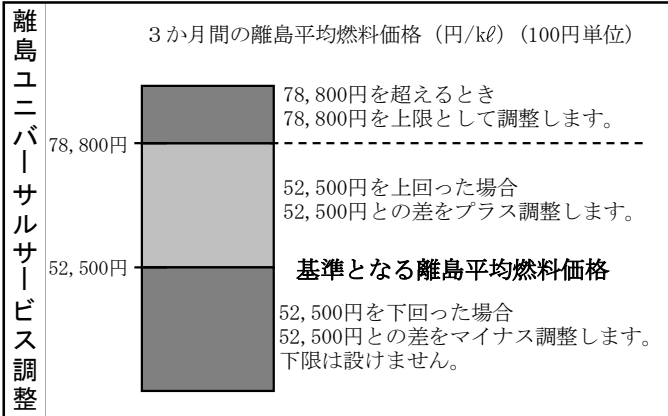 離島ユニバーサルサービス調整
3か月間の離島平均燃料価格（円/kℓ）(100円単位)
78,800円を超えるとき
78,800円を上限として調整します。
78,800円
52,500円を上回った場合
52,500円との差をプラス調整します。
52,500円
基準となる離島平均燃料価格
52,500円を下回った場合
52,500円との差をマイナス調整します。
下限は設けません。